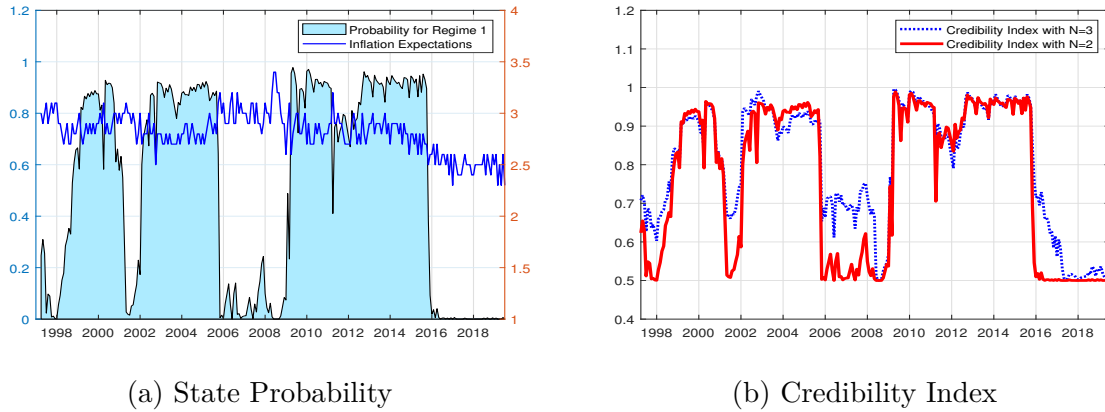 1.2
1
0.8
0.6
0.4
0.2
0
4
3.5
3
2.5
2
1.5
1
Probability for Regime 1
Inflation Expectations
1998 2000 2002 2004 2006 2008 2010 2012 2014 2016 2018
(a) State Probability
1.2
1.1
1
0.9
0.8
0.7
0.6
0.5
0.4
Credibility Index with N=3
Credibility Index with N=2
1998 2000 2002 2004 2006 2008 2010 2012 2014 2016 2018
(b) Credibility Index